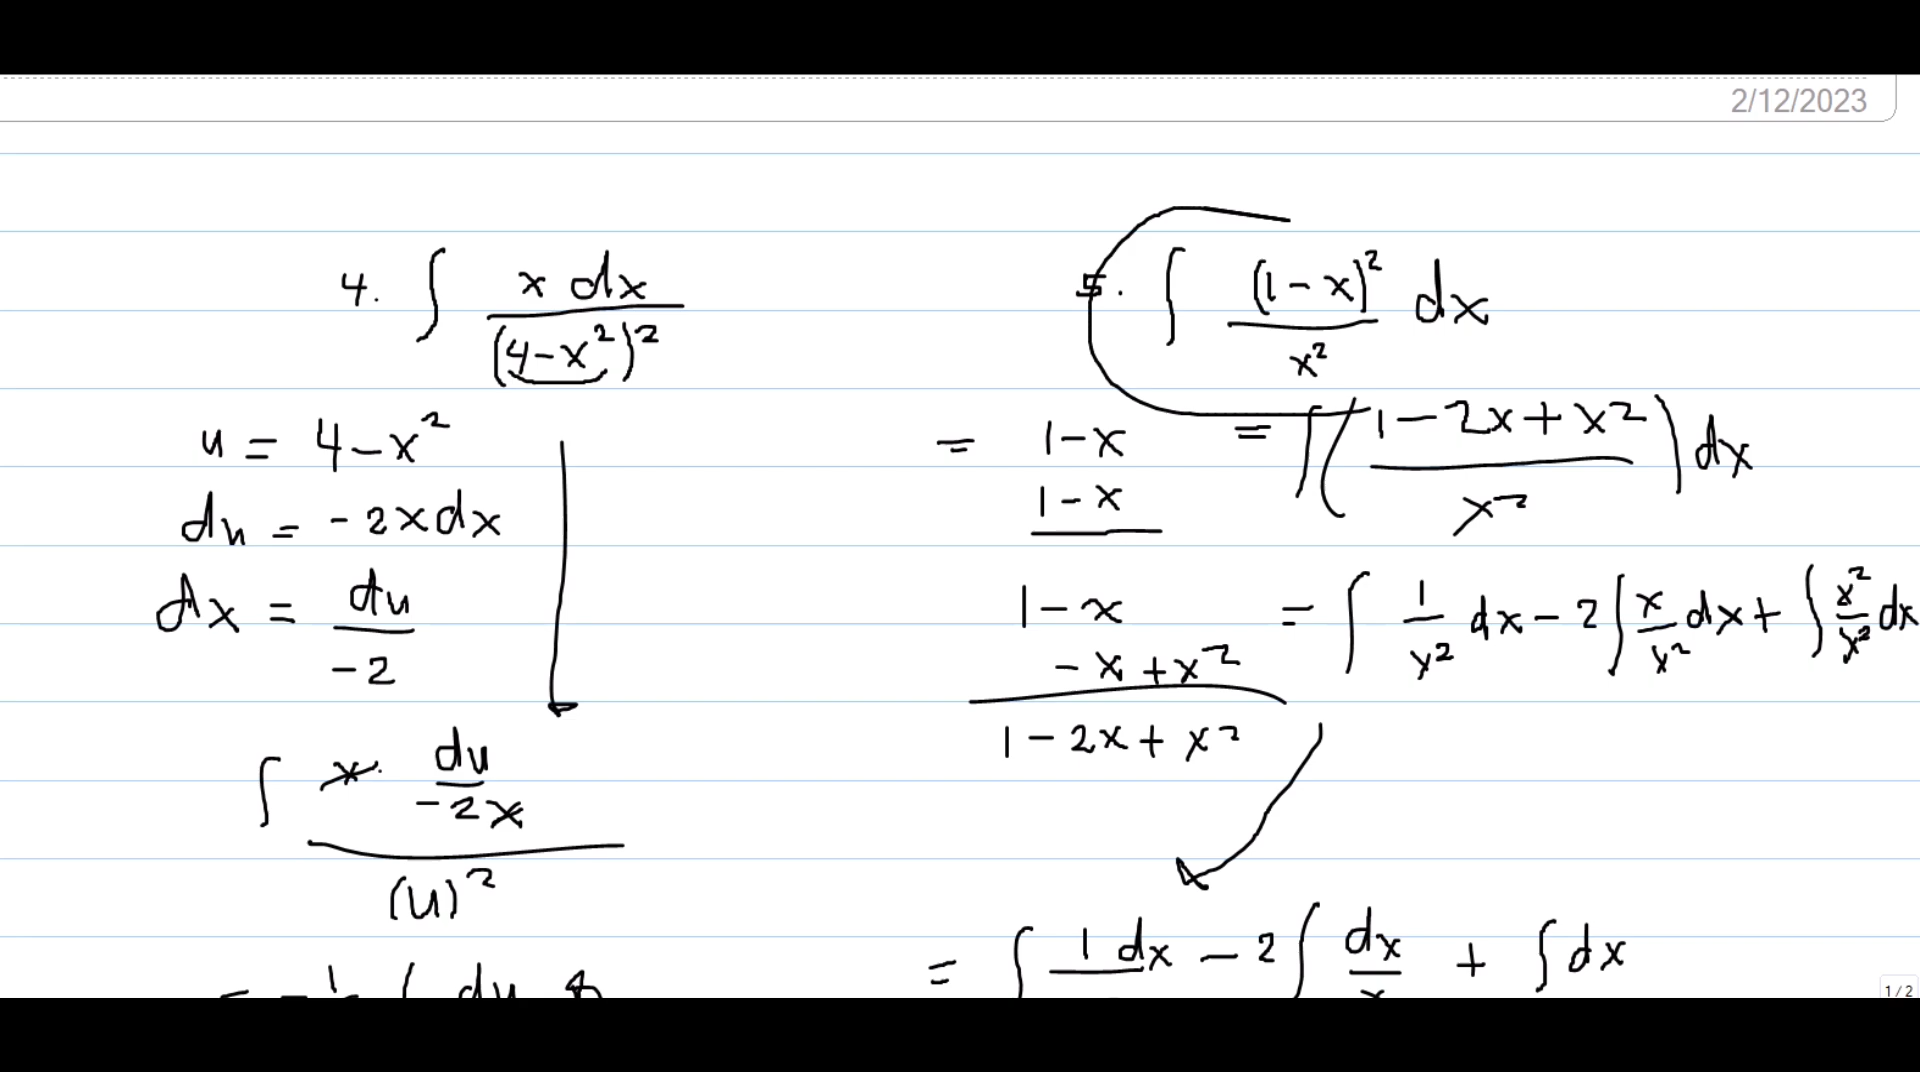 2/12/2023
4. ∫ x dx / (4-x²)²
u = 4-x²
du = -2xdx
dx = du / -2
∫ x · du / -2x / (u)²
5. ∫ (1-x)² / x² dx
= 1-x
1-x
1-x
-x+x²
1-2x+x²
= ∫ ( 1-2x+x² / x² ) dx
= ∫ 1/x² dx - 2 ∫ x/x² dx + ∫ x²/x² dx
= ∫ 1 dx - 2 ∫ dx/x + ∫ dx
1/2